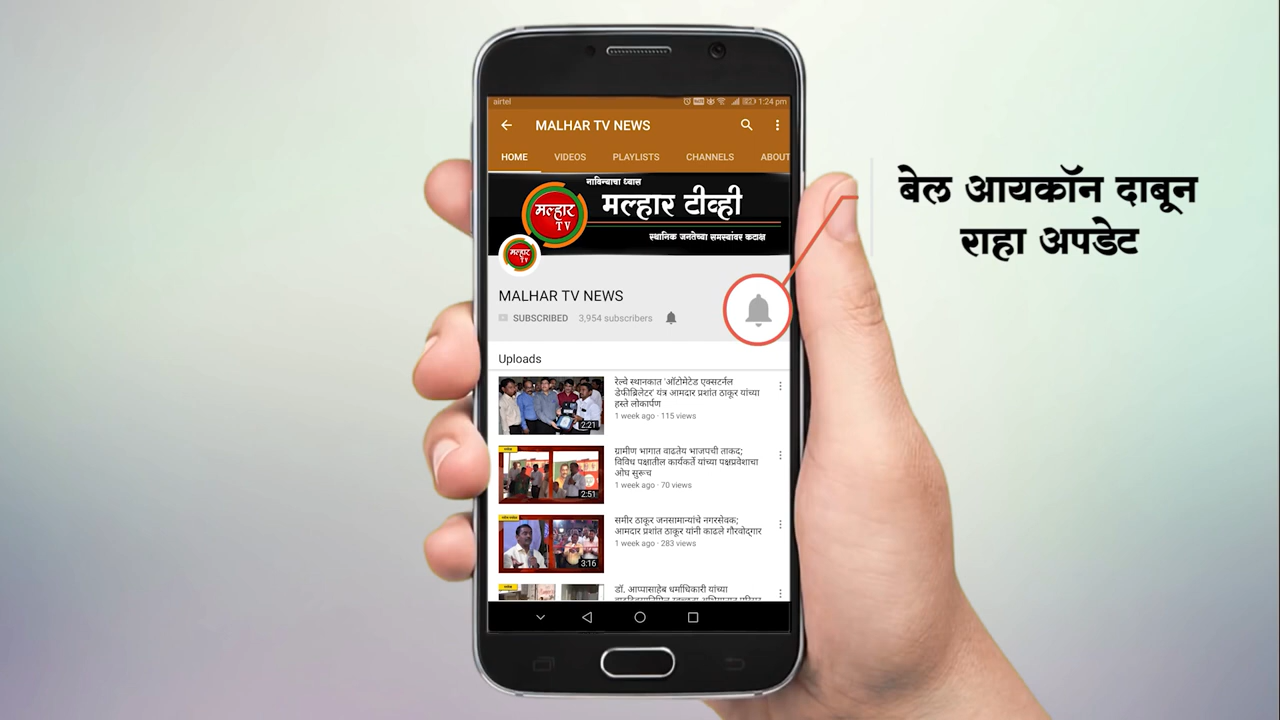 airtel
1:24 pm
MALHAR TV NEWS
HOME VIDEOS PLAYLISTS CHANNELS ABOUT
नाविन्याचा ध्यास
मल्हार टीव्ही
मल्हार
TV
स्थानिक जनतेच्या समस्यांवर कटाक्ष
मल्हार
TV
MALHAR TV NEWS
SUBSCRIBED 3,954 subscribers
बेल आयकॉन दाबून
राहा अपडेट
Uploads
रेल्वे स्थानकात 'ऑटोमेटेड एक्सटर्नल
डेफीब्रिलेटर' यंत्र आमदार प्रशांत ठाकूर यांच्या
हस्ते लोकार्पण
1 week ago · 115 views
2:21
ग्रामीण भागात वाढतेय भाजपची ताकद;
विविध पक्षातील कार्यकर्ते यांच्या पक्षप्रवेशाचा
ओघ सुरूच
1 week ago · 70 views
2:51
समीर ठाकूर जनसामान्यांचे नगरसेवक;
आमदार प्रशांत ठाकूर यांनी काढले गौरवोद्गार
1 week ago · 283 views
3:16
डॉ. आप्पासाहेब धर्माधिकारी यांच्या